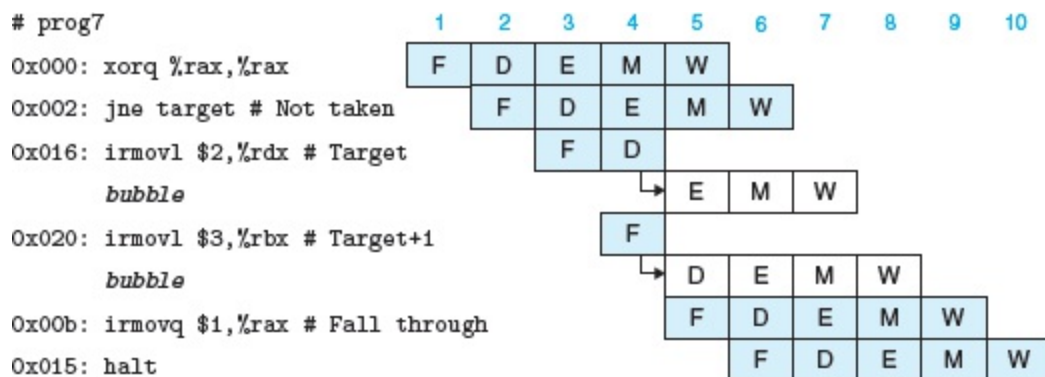 # prog7 1 2 3 4 5 6 7 8 9 10
0x000: xorq %rax,%rax F D E M W
0x002: jne target # Not taken F D E M W
0x016: irmovl $2,%rdx # Target F D
bubble E M W
0x020: irmovl $3,%rbx # Target+1 F
bubble D E M W
0x00b: irmovq $1,%rax # Fall through F D E M W
0x015: halt F D E M W